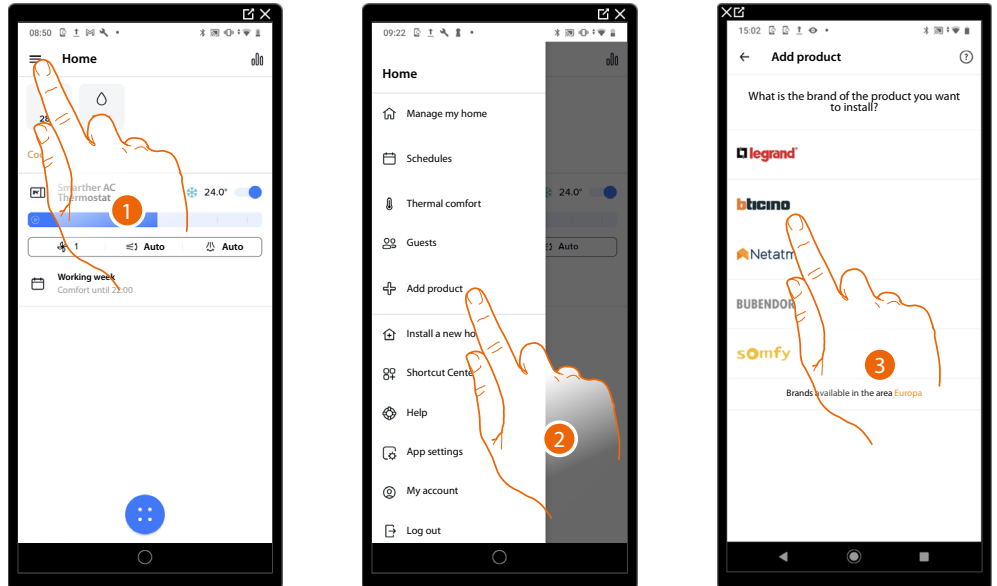 08:50
Home
28
Smarther AC
Thermostat
24.0°
1 Auto Auto
Working week
Comfort until 22:00
1
09:22
Home
Manage my home
Schedules
Thermal comfort
Guests
Add product
Install a new ho
Shortcut Cente
Help
App settings
My account
Log out
24.0°
Auto
2
15:02
Add product
?
What is the brand of the product you want
to install?
legrand
bticino
Netatm
BUBENDOR
somfy
Brands available in the area Europa
3